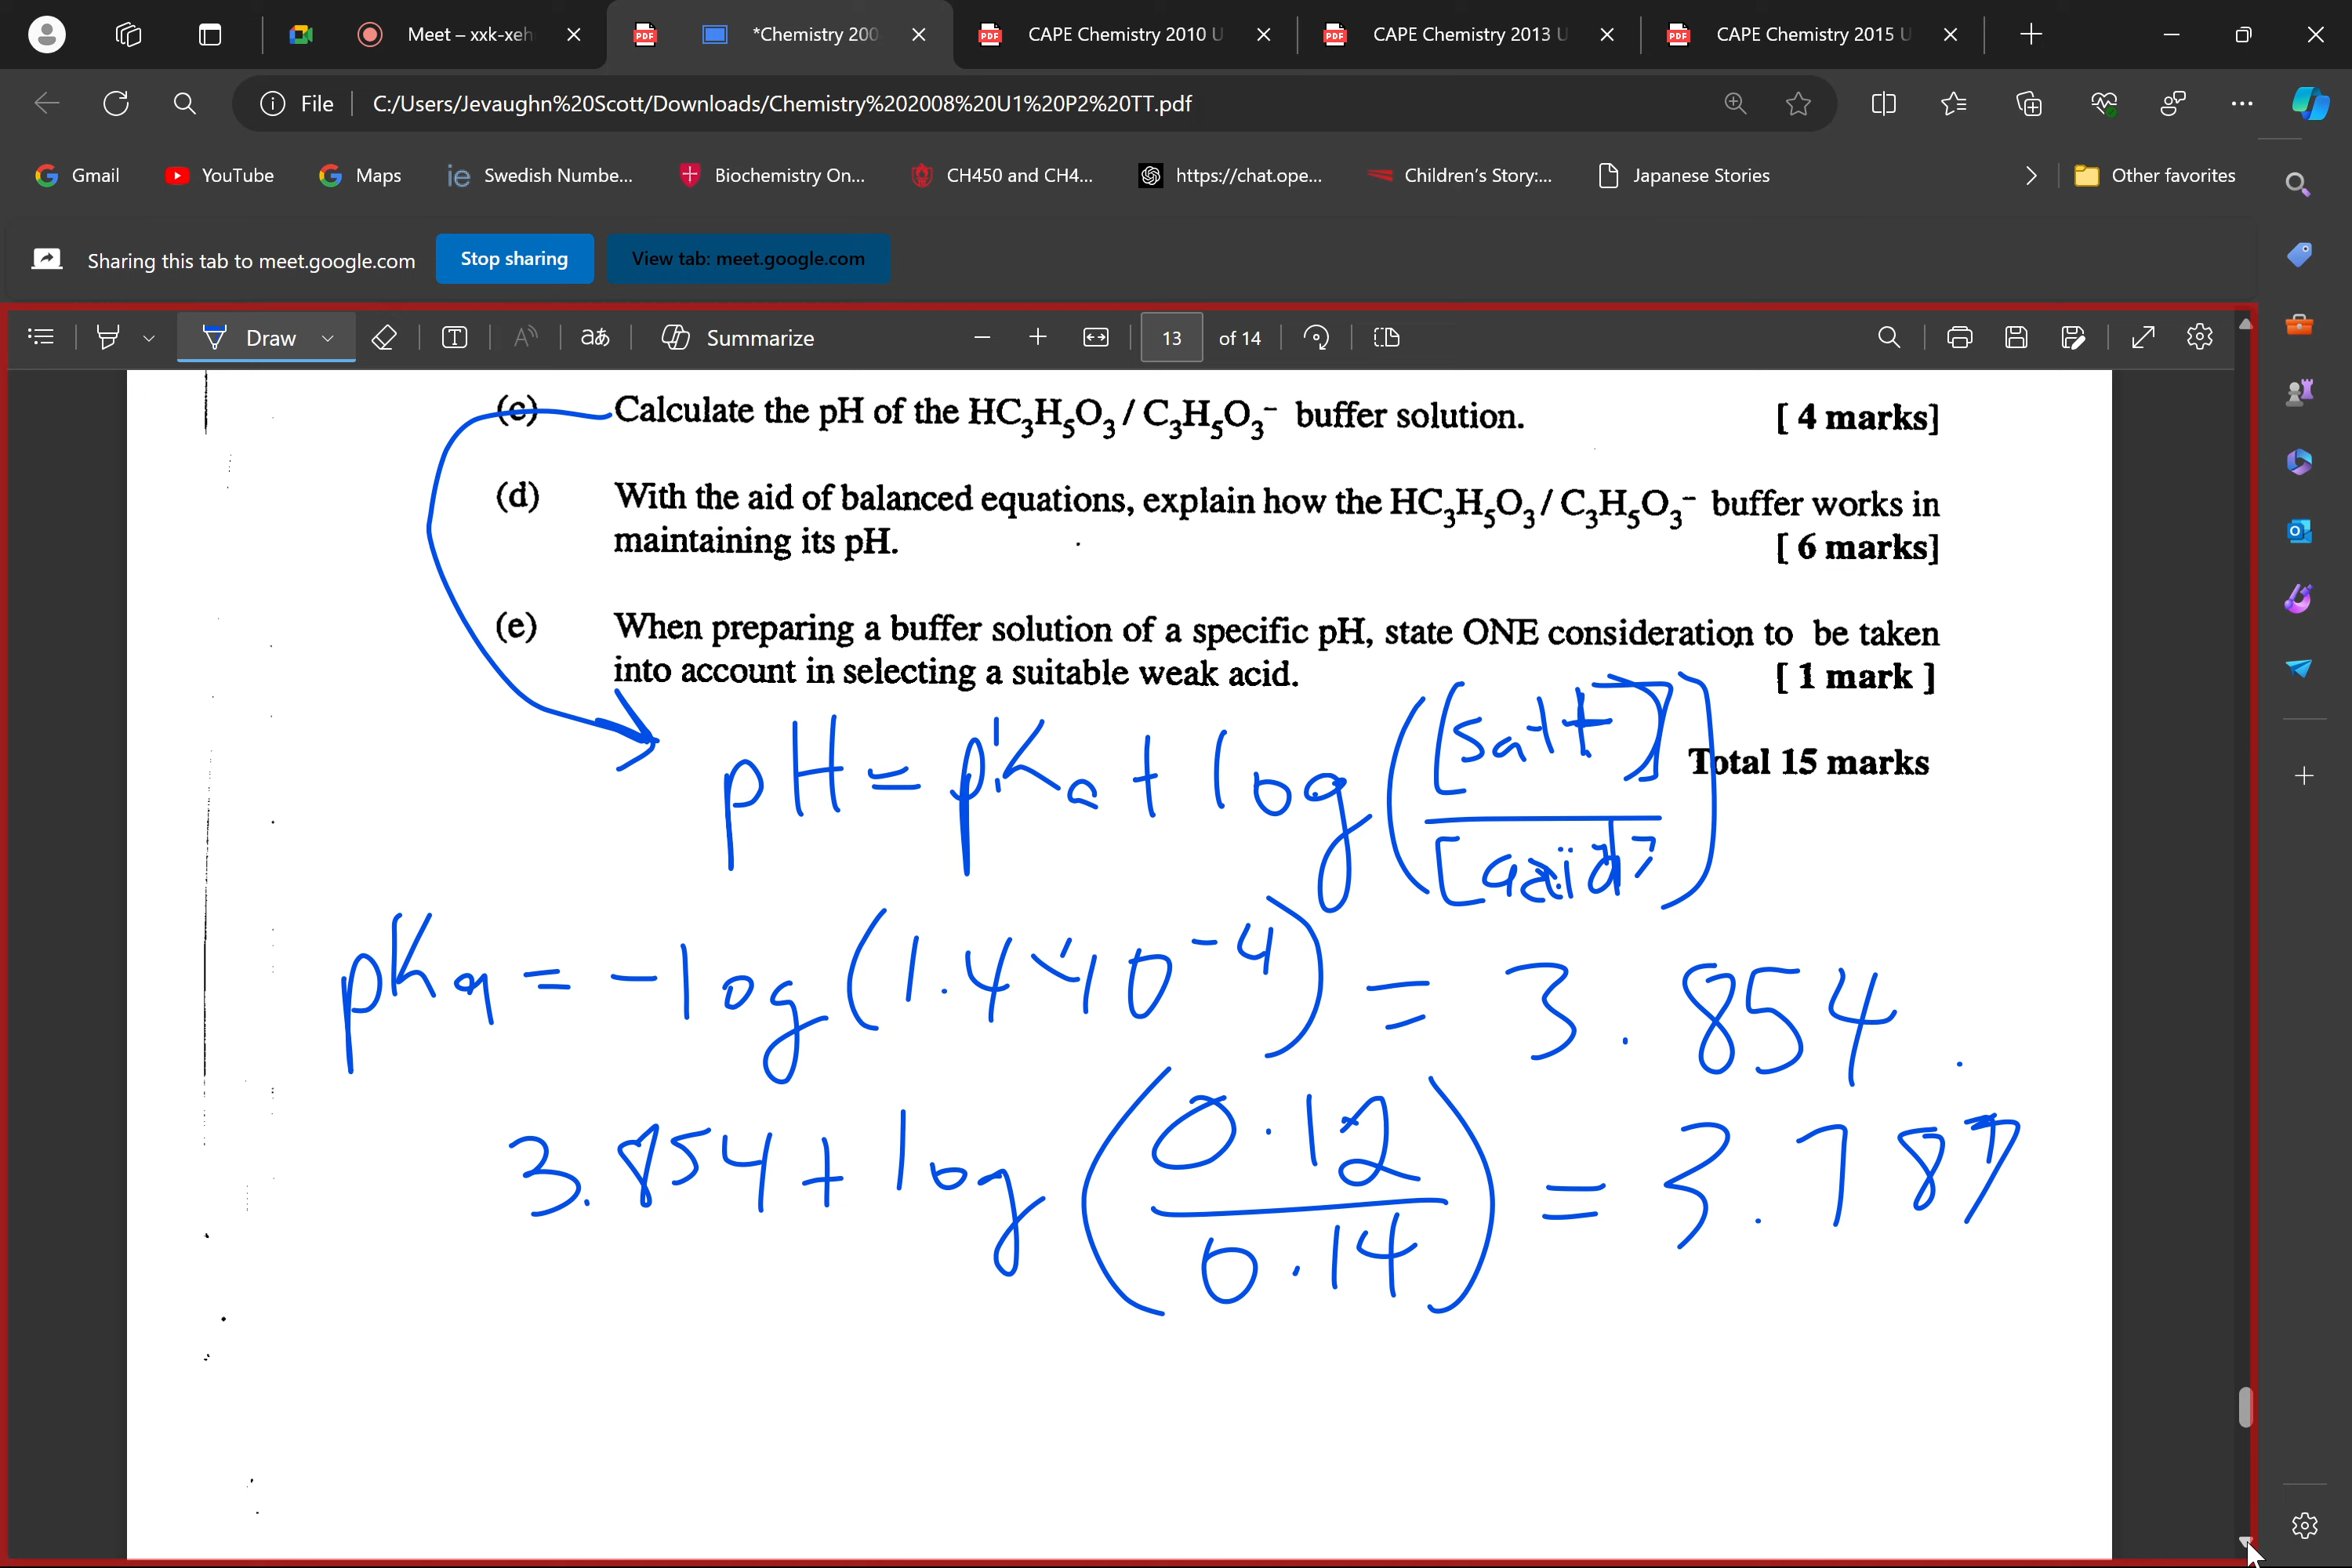 Meet – xxk-xeh
*Chemistry 200
CAPE Chemistry 2010 U
CAPE Chemistry 2013 U
CAPE Chemistry 2015 U
File
C:/Users/Jevaughn%20Scott/Downloads/Chemistry%202008%20U1%20P2%20TT.pdf
Gmail
YouTube
Maps
Swedish Numbe...
Biochemistry On...
CH450 and CH4...
https://chat.ope...
Children's Story:...
Japanese Stories
Other favorites
Sharing this tab to meet.google.com
Stop sharing
View tab: meet.google.com
Draw
Summarize
13 of 14
(c) Calculate the pH of the HC₃H₅O₃ / C₃H₅O₃⁻ buffer solution. [ 4 marks]
(d) With the aid of balanced equations, explain how the HC₃H₅O₃ / C₃H₅O₃⁻ buffer works in
maintaining its pH. [ 6 marks]
(e) When preparing a buffer solution of a specific pH, state ONE consideration to be taken
into account in selecting a suitable weak acid. [ 1 mark ]
Total 15 marks
pH = pKa + log ([salt]/[acid])
pKa = -log (1.4 × 10⁻⁴) = 3.854.
3.854 + log (0.12/0.14) = 3.787